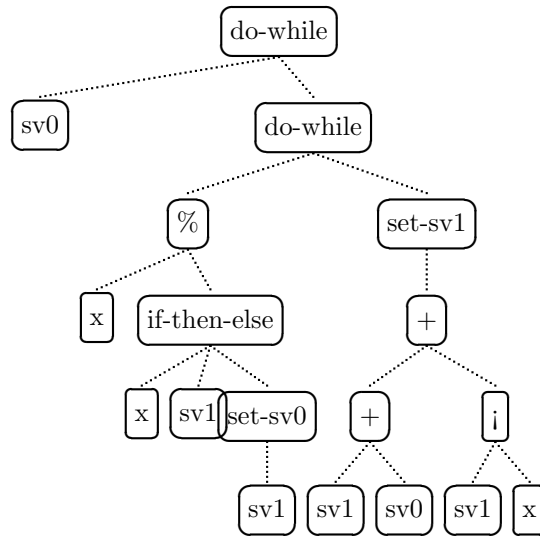 do-while
sv0
do-while
%
set-sv1
x
if-then-else
+
x
sv1
set-sv0
+
¡
sv1
sv1
sv0
sv1
x